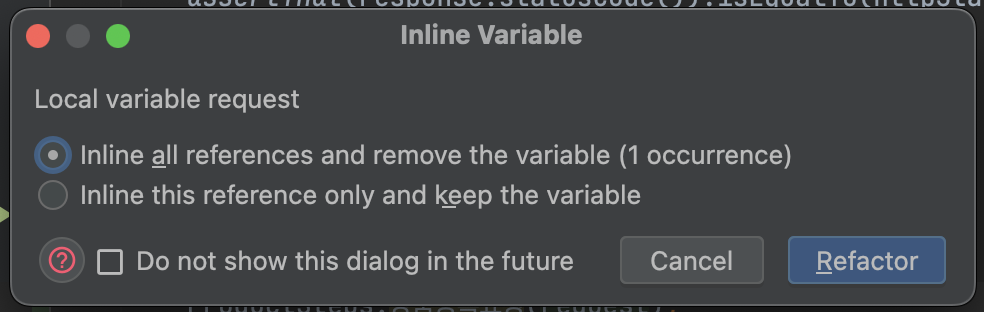 Inline Variable
Local variable request
Inline all references and remove the variable (1 occurrence)
Inline this reference only and keep the variable
Do not show this dialog in the future
Cancel
Refactor